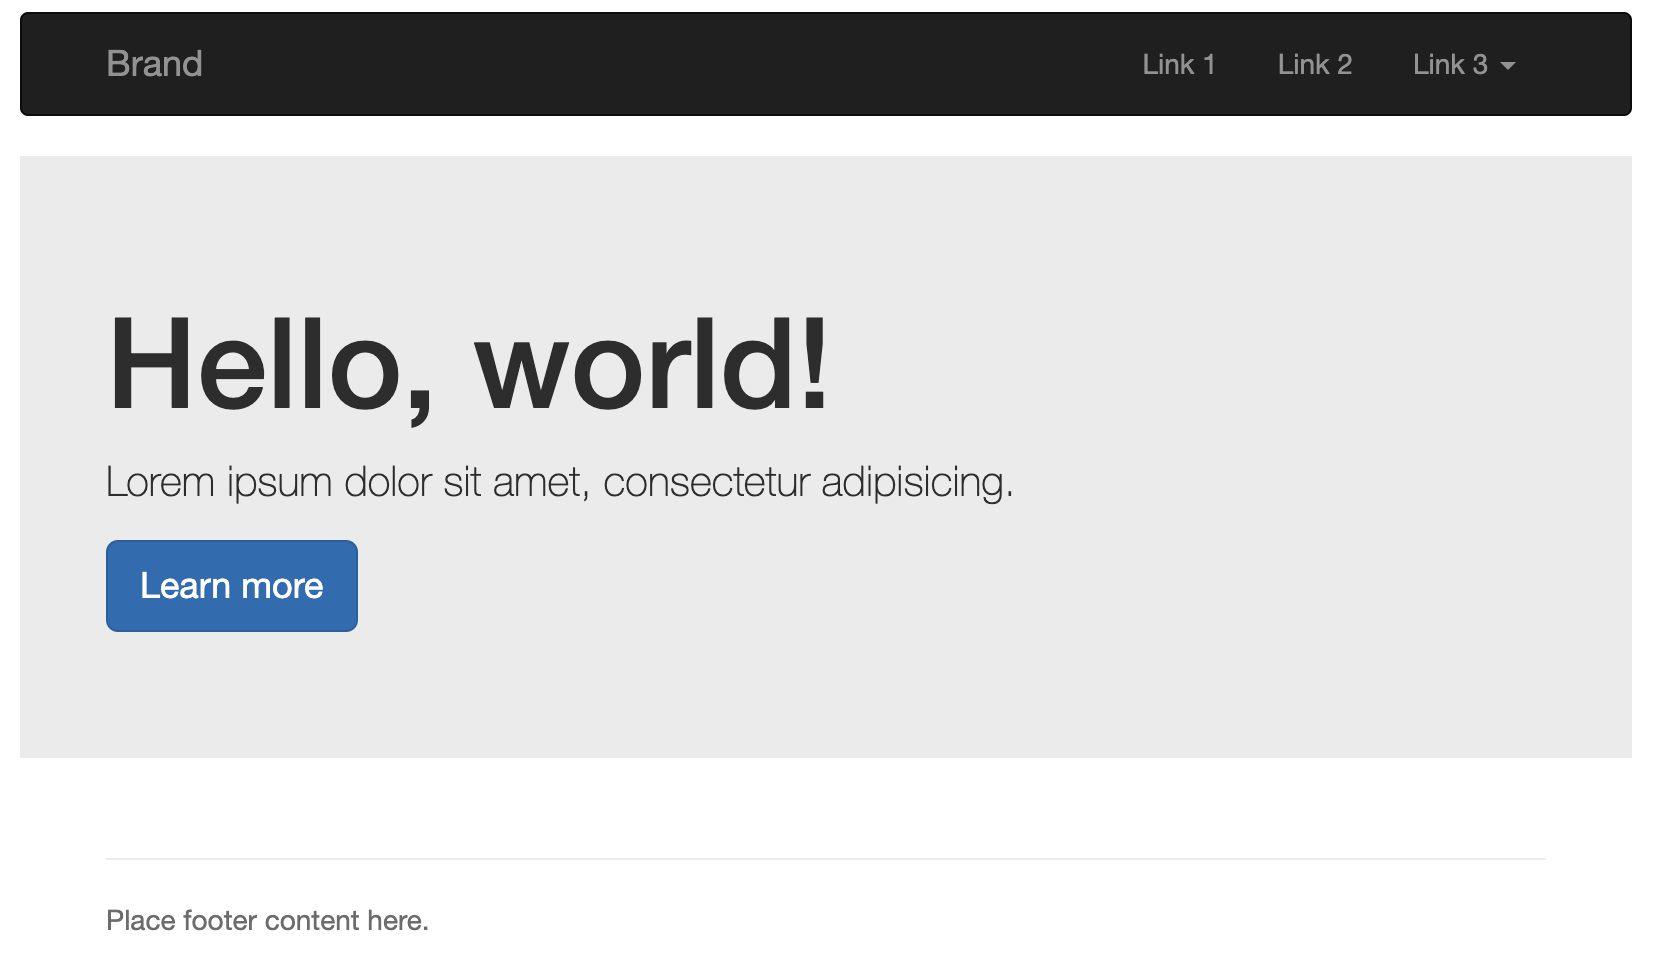 Brand
Link 1 Link 2 Link 3
Hello, world!
Lorem ipsum dolor sit amet, consectetur adipisicing.
Learn more
Place footer content here.